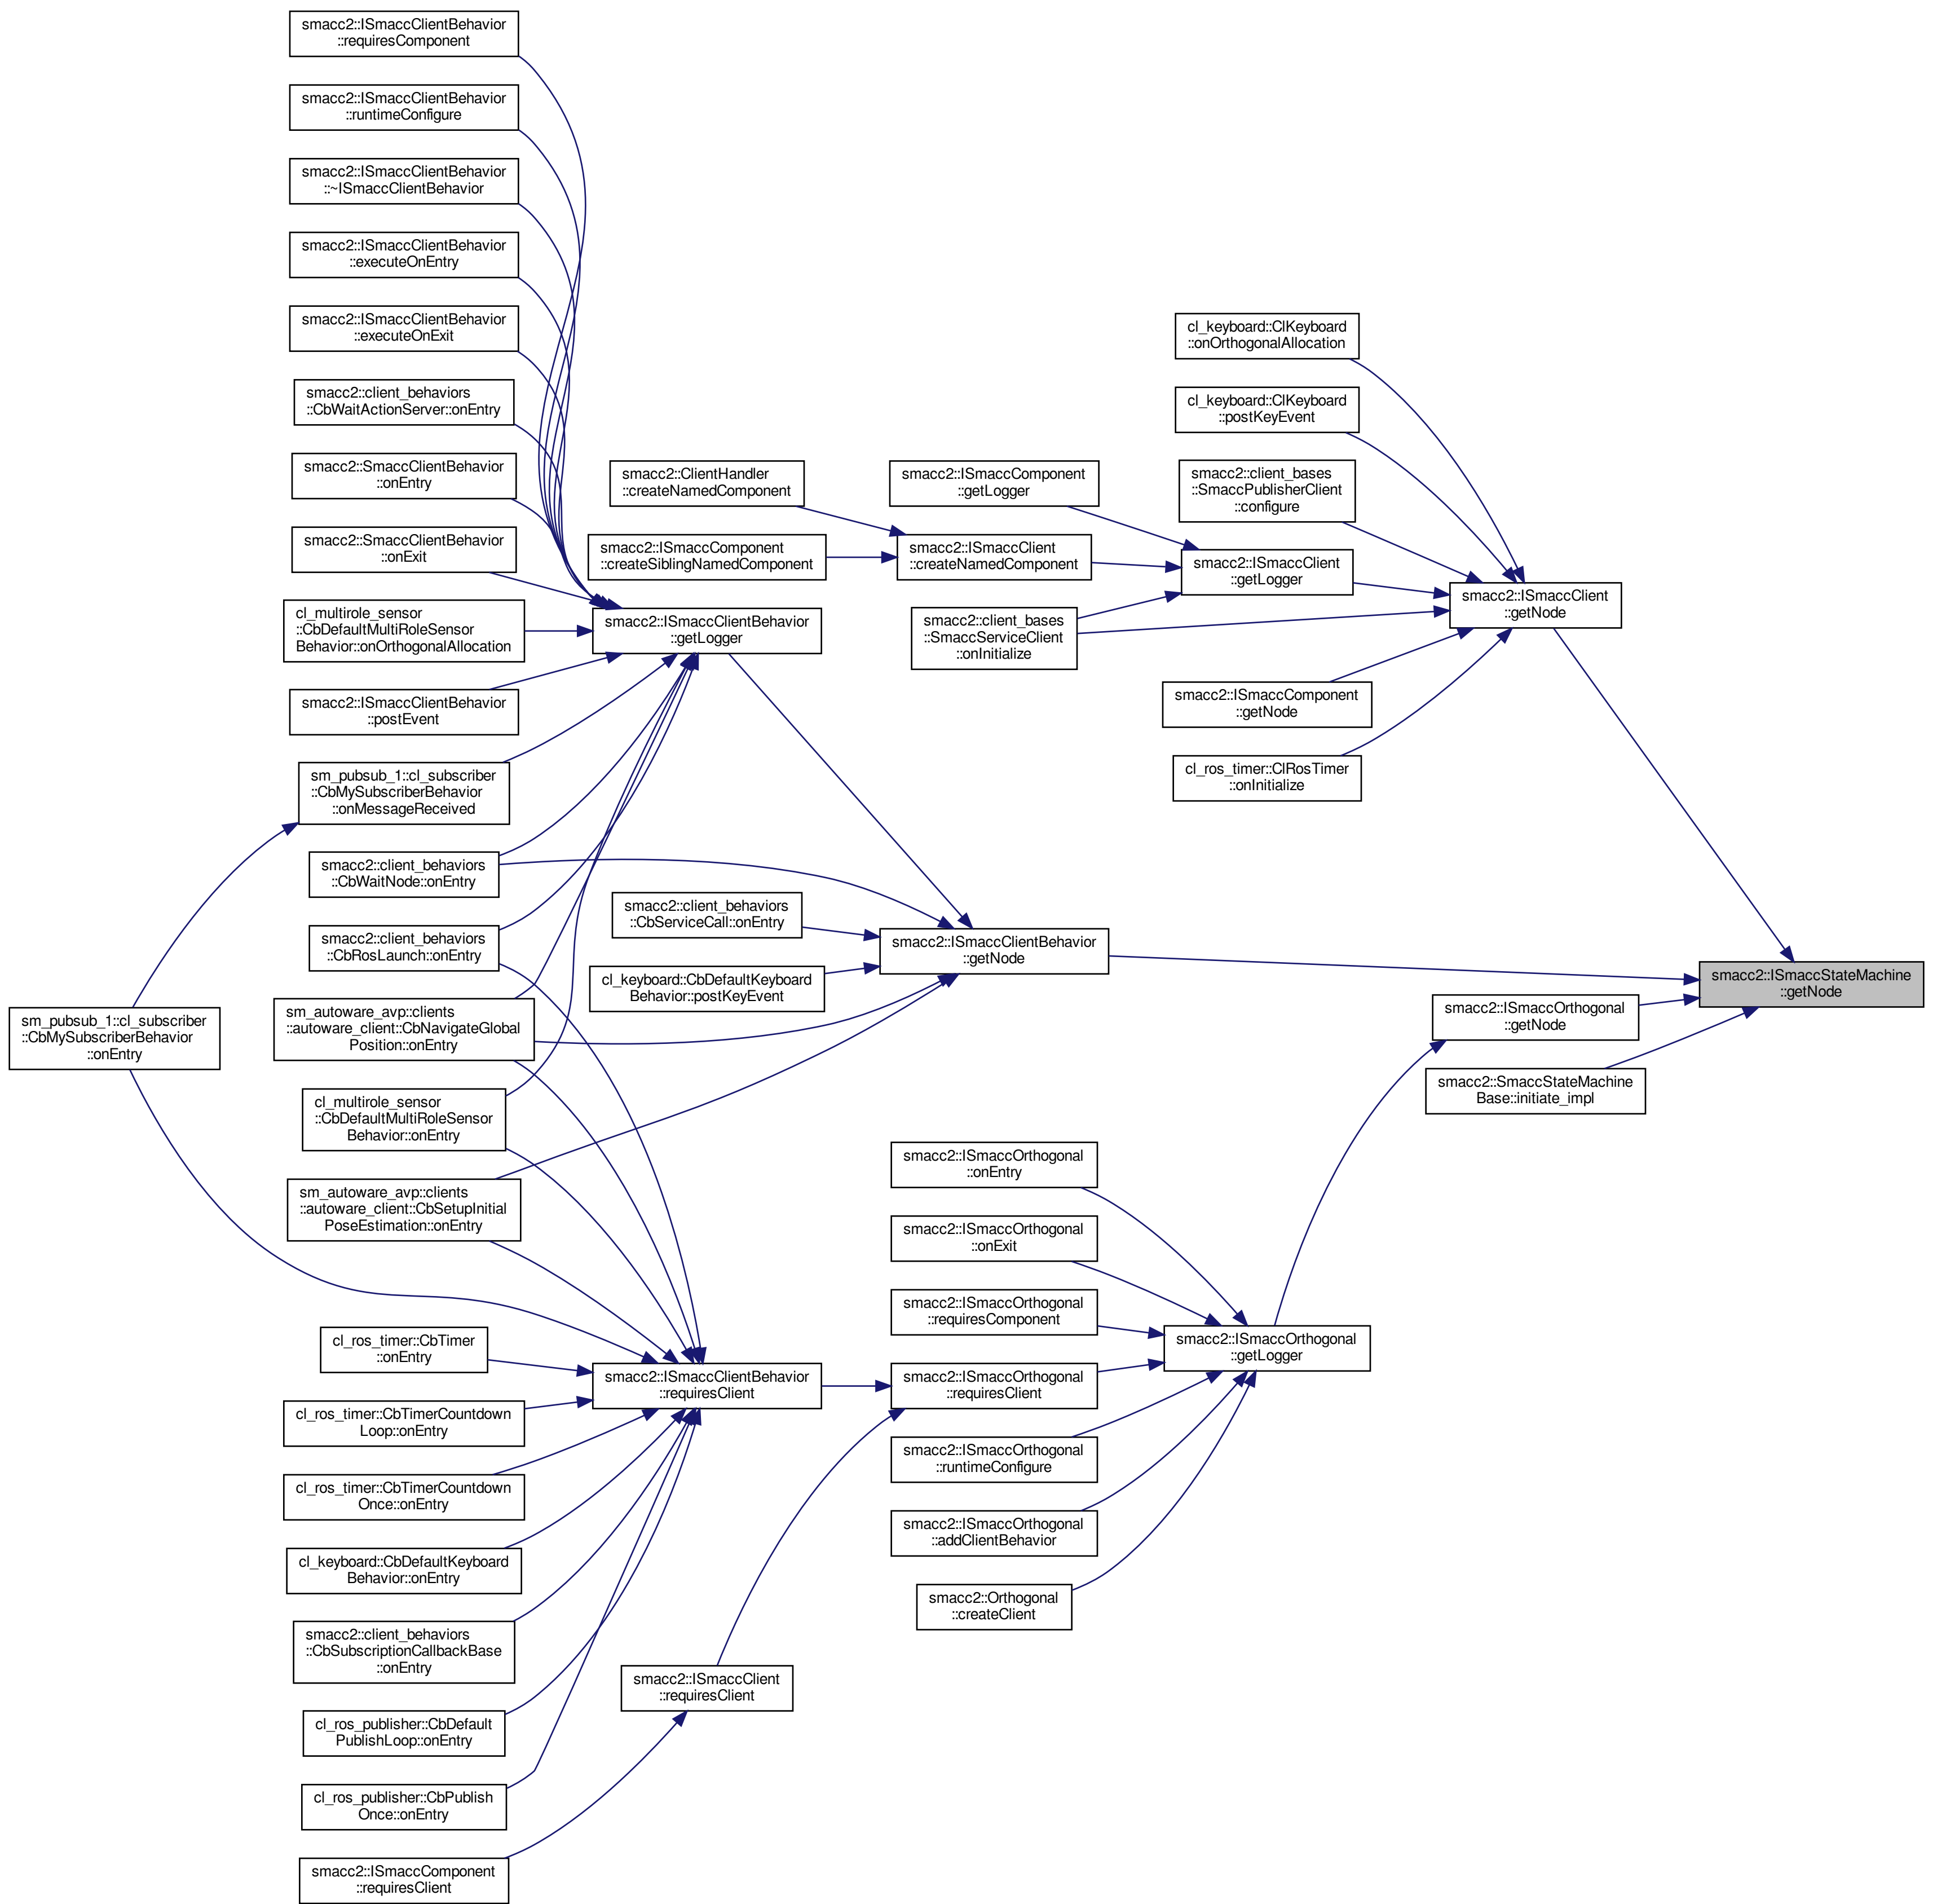 smacc2::ISmaccClientBehavior
::requiresComponent
smacc2::ISmaccClientBehavior
::runtimeConfigure
smacc2::ISmaccClientBehavior
::~ISmaccClientBehavior
smacc2::ISmaccClientBehavior
::executeOnEntry
smacc2::ISmaccClientBehavior
::executeOnExit
smacc2::client_behaviors
::CbWaitActionServer::onEntry
smacc2::SmaccClientBehavior
::onEntry
smacc2::SmaccClientBehavior
::onExit
cl_multirole_sensor
::CbDefaultMultiRoleSensor
Behavior::onOrthogonalAllocation
smacc2::ISmaccClientBehavior
::postEvent
sm_pubsub_1::cl_subscriber
::CbMySubscriberBehavior
::onMessageReceived
smacc2::client_behaviors
::CbWaitNode::onEntry
smacc2::client_behaviors
::CbRosLaunch::onEntry
sm_autoware_avp::clients
::autoware_client::CbNavigateGlobal
Position::onEntry
cl_multirole_sensor
::CbDefaultMultiRoleSensor
Behavior::onEntry
sm_autoware_avp::clients
::autoware_client::CbSetupInitial
PoseEstimation::onEntry
sm_pubsub_1::cl_subscriber
::CbMySubscriberBehavior
::onEntry
cl_ros_timer::CbTimer
::onEntry
cl_ros_timer::CbTimerCountdown
Loop::onEntry
cl_ros_timer::CbTimerCountdown
Once::onEntry
cl_keyboard::CbDefaultKeyboard
Behavior::onEntry
smacc2::client_behaviors
::CbSubscriptionCallbackBase
::onEntry
cl_ros_publisher::CbDefault
PublishLoop::onEntry
cl_ros_publisher::CbPublish
Once::onEntry
smacc2::ISmaccComponent
::requiresClient
smacc2::ClientHandler
::createNamedComponent
smacc2::ISmaccComponent
::createSiblingNamedComponent
smacc2::ISmaccClientBehavior
::getLogger
smacc2::client_behaviors
::CbServiceCall::onEntry
cl_keyboard::CbDefaultKeyboard
Behavior::postKeyEvent
smacc2::ISmaccClientBehavior
::requiresClient
smacc2::ISmaccClient
::requiresClient
smacc2::ISmaccComponent
::getLogger
smacc2::ISmaccClient
::createNamedComponent
smacc2::client_bases
::SmaccServiceClient
::onInitialize
smacc2::ISmaccClientBehavior
::getNode
smacc2::ISmaccOrthogonal
::onEntry
smacc2::ISmaccOrthogonal
::onExit
smacc2::ISmaccOrthogonal
::requiresComponent
smacc2::ISmaccOrthogonal
::requiresClient
smacc2::ISmaccOrthogonal
::runtimeConfigure
smacc2::ISmaccOrthogonal
::addClientBehavior
smacc2::Orthogonal
::createClient
cl_keyboard::ClKeyboard
::onOrthogonalAllocation
cl_keyboard::ClKeyboard
::postKeyEvent
smacc2::client_bases
::SmaccPublisherClient
::configure
smacc2::ISmaccClient
::getLogger
smacc2::ISmaccComponent
::getNode
cl_ros_timer::ClRosTimer
::onInitialize
smacc2::ISmaccOrthogonal
::getLogger
smacc2::ISmaccClient
::getNode
smacc2::ISmaccOrthogonal
::getNode
smacc2::SmaccStateMachine
Base::initiate_impl
smacc2::ISmaccStateMachine
::getNode